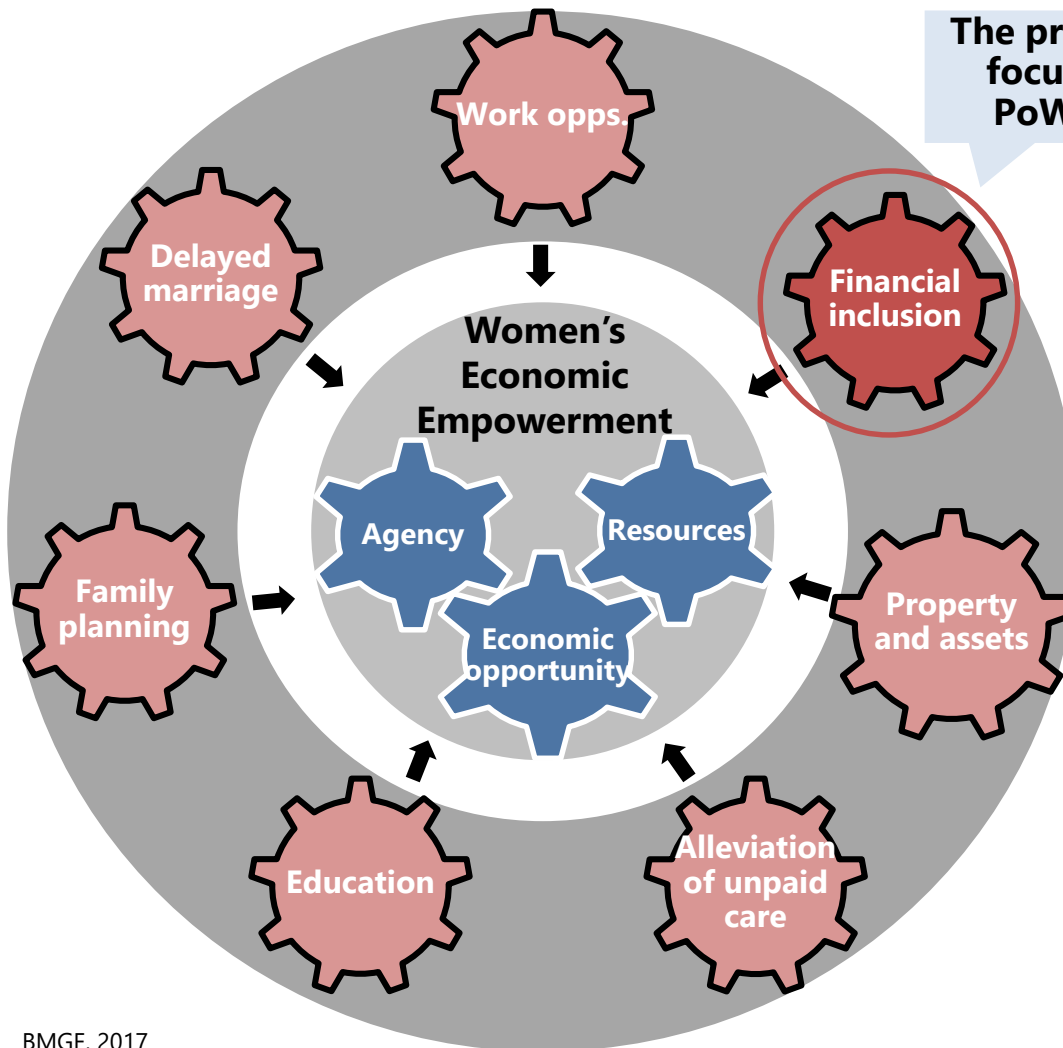 The pr
focu
PoW
Work opps.
Delayed
marriage
Financial
inclusion
Women’s
Economic
Empowerment
Agency
Resources
Economic
opportunity
Family
planning
Property
and assets
Education
Alleviation
of unpaid
care
BMGF, 2017